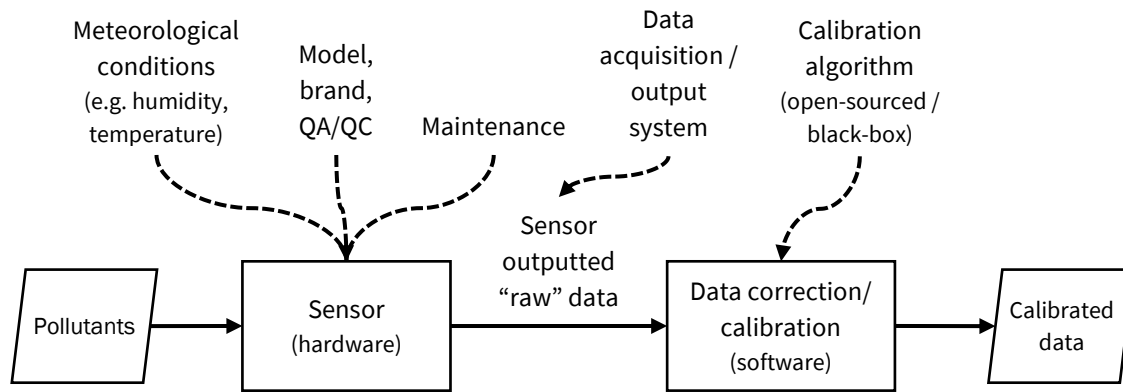 Meteorological
conditions
(e.g. humidity,
temperature)
Model,
brand,
QA/QC
Maintenance
Data
acquisition /
output
system
Calibration
algorithm
(open-sourced /
black-box)
Pollutants
Sensor
(hardware)
Sensor
outputted
“raw” data
Data correction/
calibration
(software)
Calibrated
data